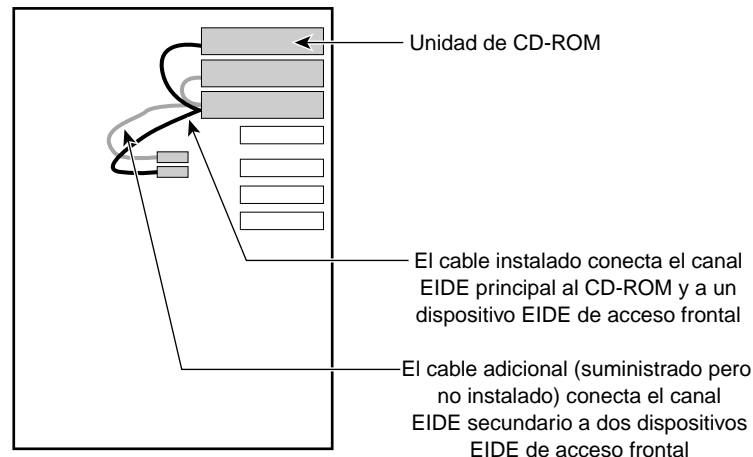 Unidad de CD-ROM
El cable instalado conecta el canal
EIDE principal al CD-ROM y a un
dispositivo EIDE de acceso frontal
El cable adicional (suministrado pero
no instalado) conecta el canal
EIDE secundario a dos dispositivos
EIDE de acceso frontal